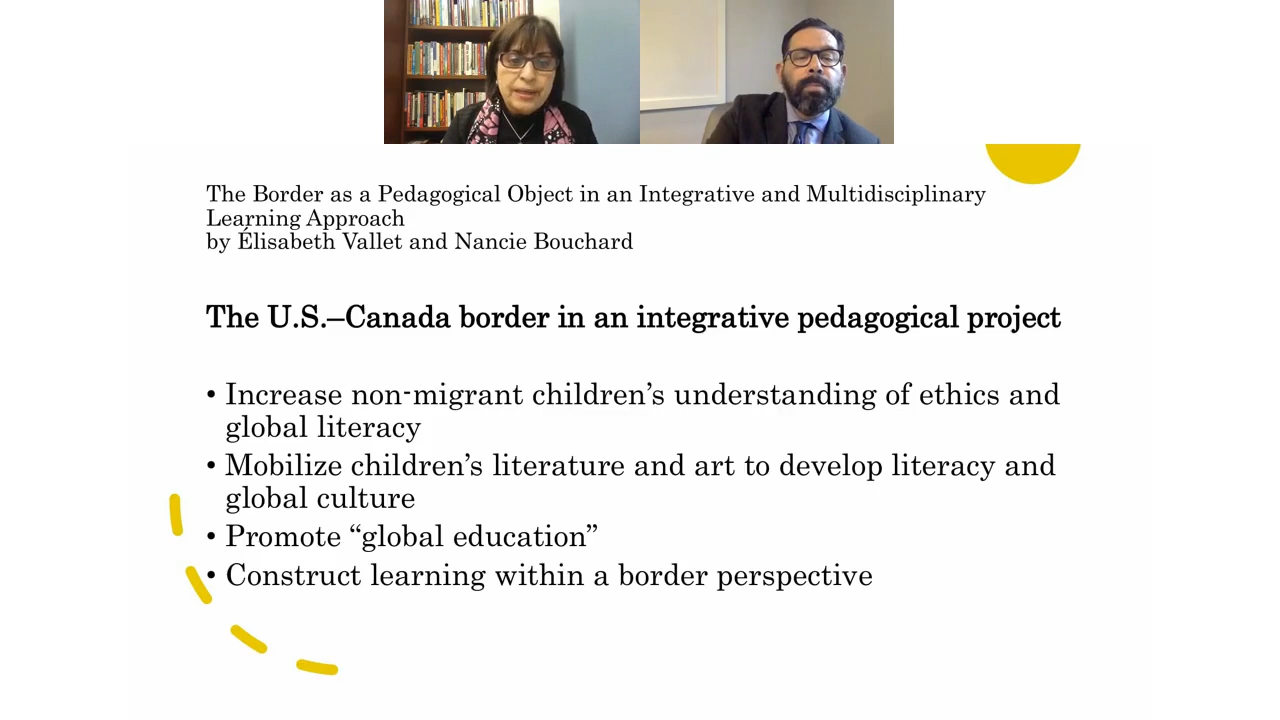 The Border as a Pedagogical Object in an Integrative and Multidisciplinary
Learning Approach
by Élisabeth Vallet and Nancie Bouchard
The U.S.–Canada border in an integrative pedagogical project
• Increase non-migrant children’s understanding of ethics and
global literacy
• Mobilize children’s literature and art to develop literacy and
global culture
• Promote “global education”
• Construct learning within a border perspective